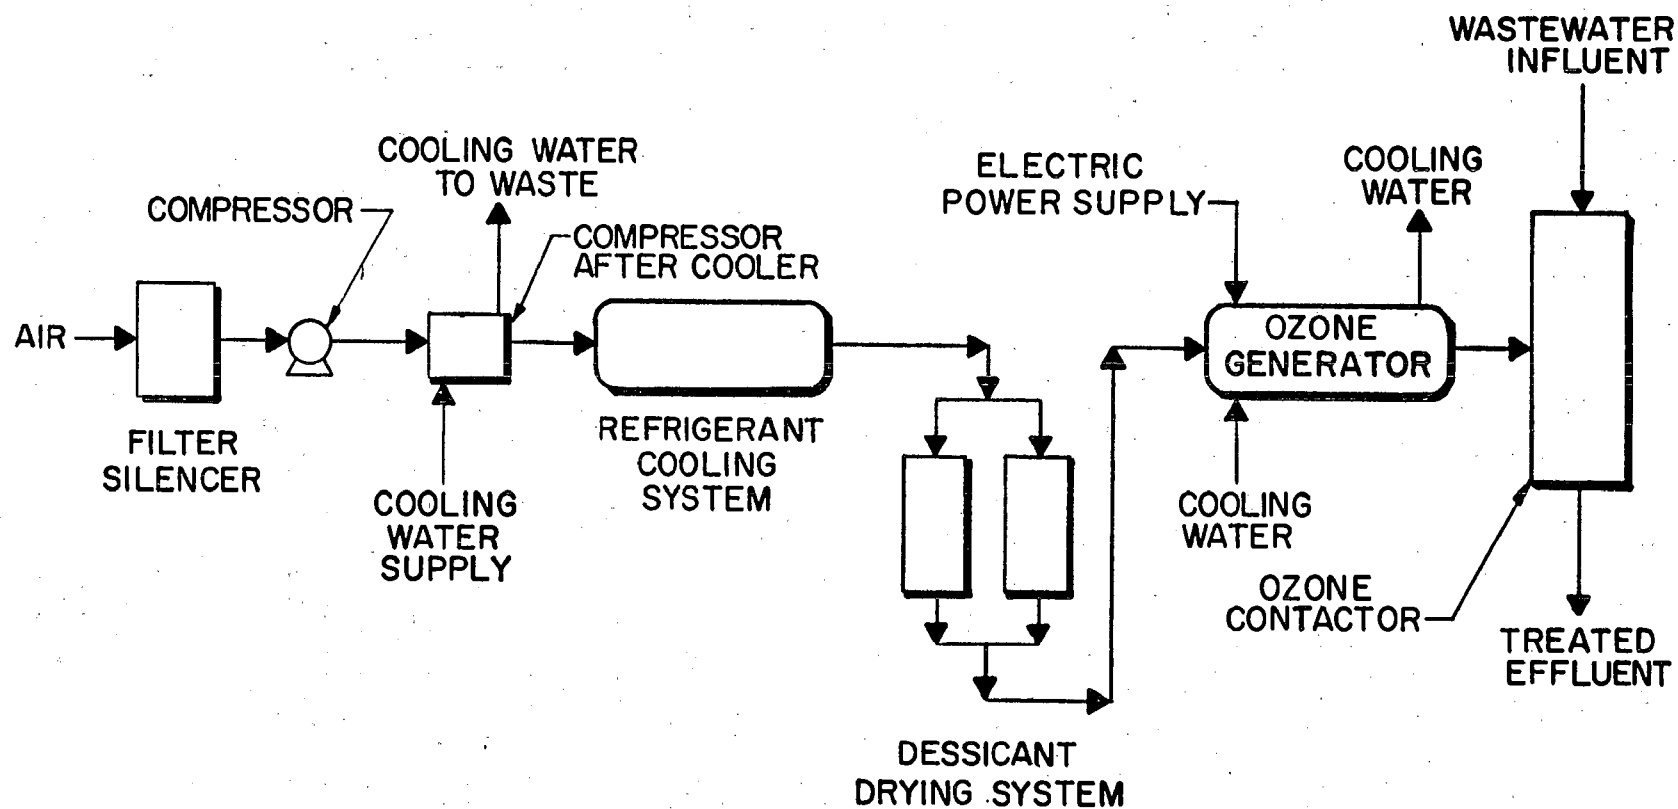 WASTEWATER
INFLUENT
COOLING WATER
TO WASTE
ELECTRIC
POWER SUPPLY
COOLING
WATER
COMPRESSOR
COMPRESSOR
AFTER COOLER
AIR
OZONE
GENERATOR
FILTER
SILENCER
REFRIGERANT
COOLING
SYSTEM
COOLING
WATER
SUPPLY
COOLING
WATER
OZONE
CONTACTOR
TREATED
EFFLUENT
DESSICANT
DRYING SYSTEM